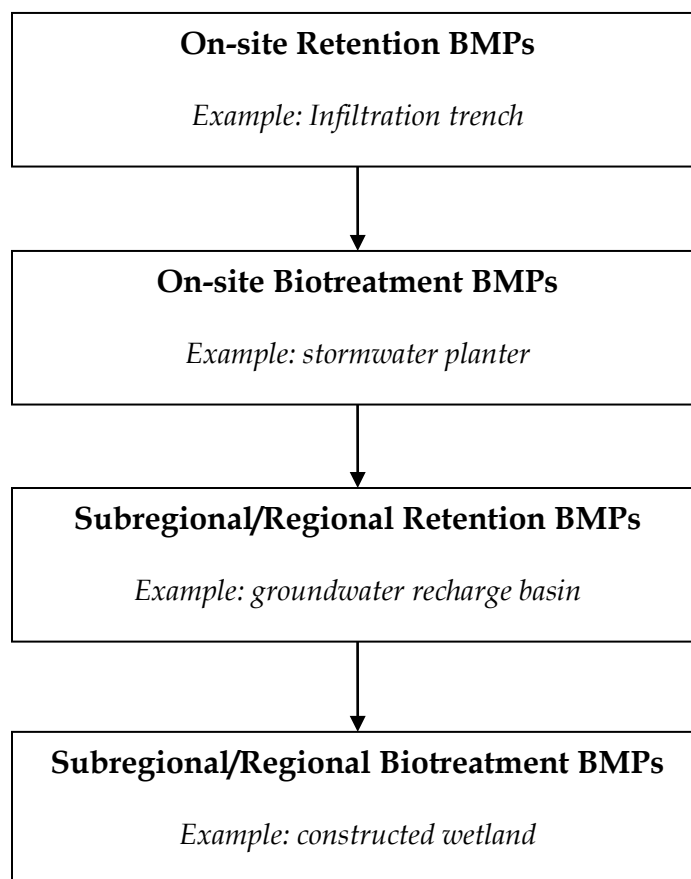 On-site Retention BMPs
Example: Infiltration trench
On-site Biotreatment BMPs
Example: stormwater planter
Subregional/Regional Retention BMPs
Example: groundwater recharge basin
Subregional/Regional Biotreatment BMPs
Example: constructed wetland